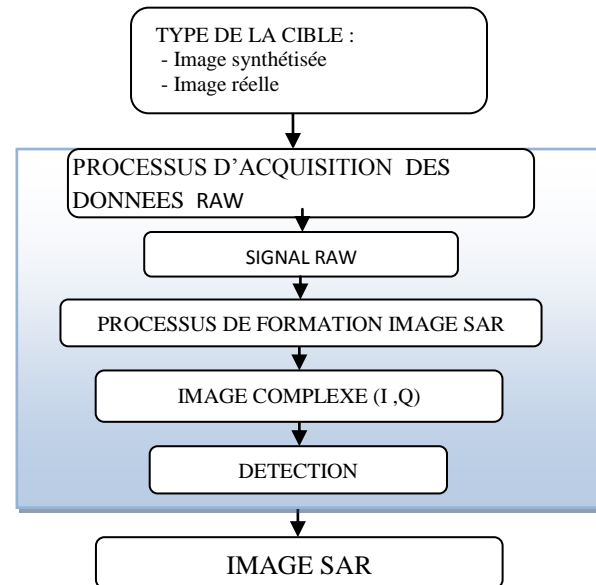 TYPE DE LA CIBLE :
- Image synthétisée
- Image réelle
PROCESSUS D’ACQUISITION DES
DONNEES RAW
SIGNAL RAW
PROCESSUS DE FORMATION IMAGE SAR
IMAGE COMPLEXE (I ,Q)
DETECTION
IMAGE SAR